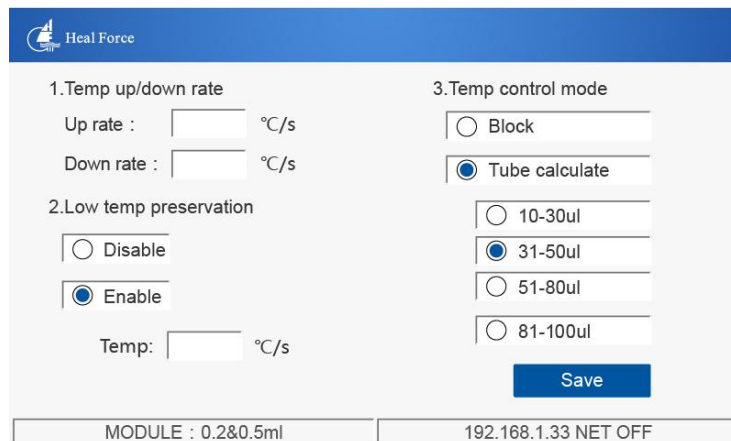 Heal Force
1.Temp up/down rate
Up rate :
℃/s
Down rate :
℃/s
2.Low temp preservation
Disable
Enable
Temp:
℃/s
3.Temp control mode
Block
Tube calculate
10-30ul
31-50ul
51-80ul
81-100ul
Save
MODULE : 0.2&0.5ml
192.168.1.33 NET OFF